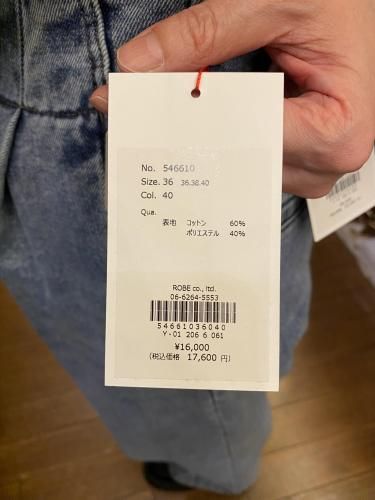 No. 546610
Size. 36 36.38.40
Col. 40
Qua.
表地 コットン 60%
ポリエステル 40%
ROBE co., ltd.
06-6264-5553
54661036040
Y-01 206 6 061
¥16,000
(税込価格 17,600 円)